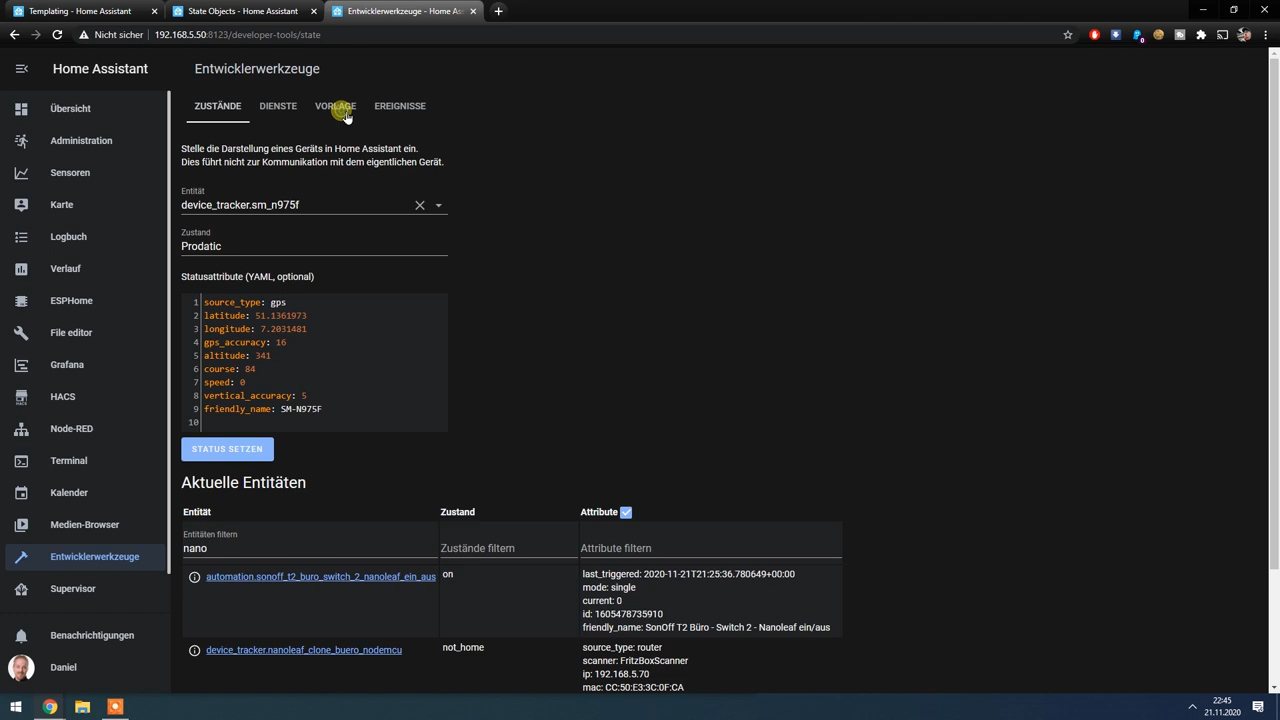 Templating - Home Assistant
State Objects - Home Assistant
Entwicklerwerkzeuge - Home Ass
Nicht sicher
192.168.5.50:8123/developer-tools/state
Home Assistant
Entwicklerwerkzeuge
Übersicht
Administration
Sensoren
Karte
Logbuch
Verlauf
ESPHome
File editor
Grafana
HACS
Node-RED
Terminal
Kalender
Medien-Browser
Entwicklerwerkzeuge
Supervisor
Benachrichtigungen
Daniel
ZUSTÄNDE DIENSTE VORLAGE EREIGNISSE
Stelle die Darstellung eines Geräts in Home Assistant ein.
Dies führt nicht zur Kommunikation mit dem eigentlichen Gerät.
Entität
device_tracker.sm_n975f
Zustand
Prodatic
Statusattribute (YAML, optional)
1 source_type: gps
2 latitude: 51.1361973
3 longitude: 7.2031481
4 gps_accuracy: 16
5 altitude: 341
6 course: 84
7 speed: 0
8 vertical_accuracy: 5
9 friendly_name: SM-N975F
10
STATUS SETZEN
Aktuelle Entitäten
Entität Zustand Attribute
Entitäten filtern
nano
Zustände filtern
Attribute filtern
automation.sonoff_t2_buro_switch_2_nanoleaf_ein_aus
on
last_triggered: 2020-11-21T21:25:36.780649+00:00
mode: single
current: 0
id: 1605478735910
friendly_name: SonOff T2 Büro - Switch 2 - Nanoleaf ein/aus
device_tracker.nanoleaf_clone_buero_nodemcu
not_home
source_type: router
scanner: FritzBoxScanner
ip: 192.168.5.70
mac: CC:50:E3:3C:0F:CA
22:45
21.11.2020